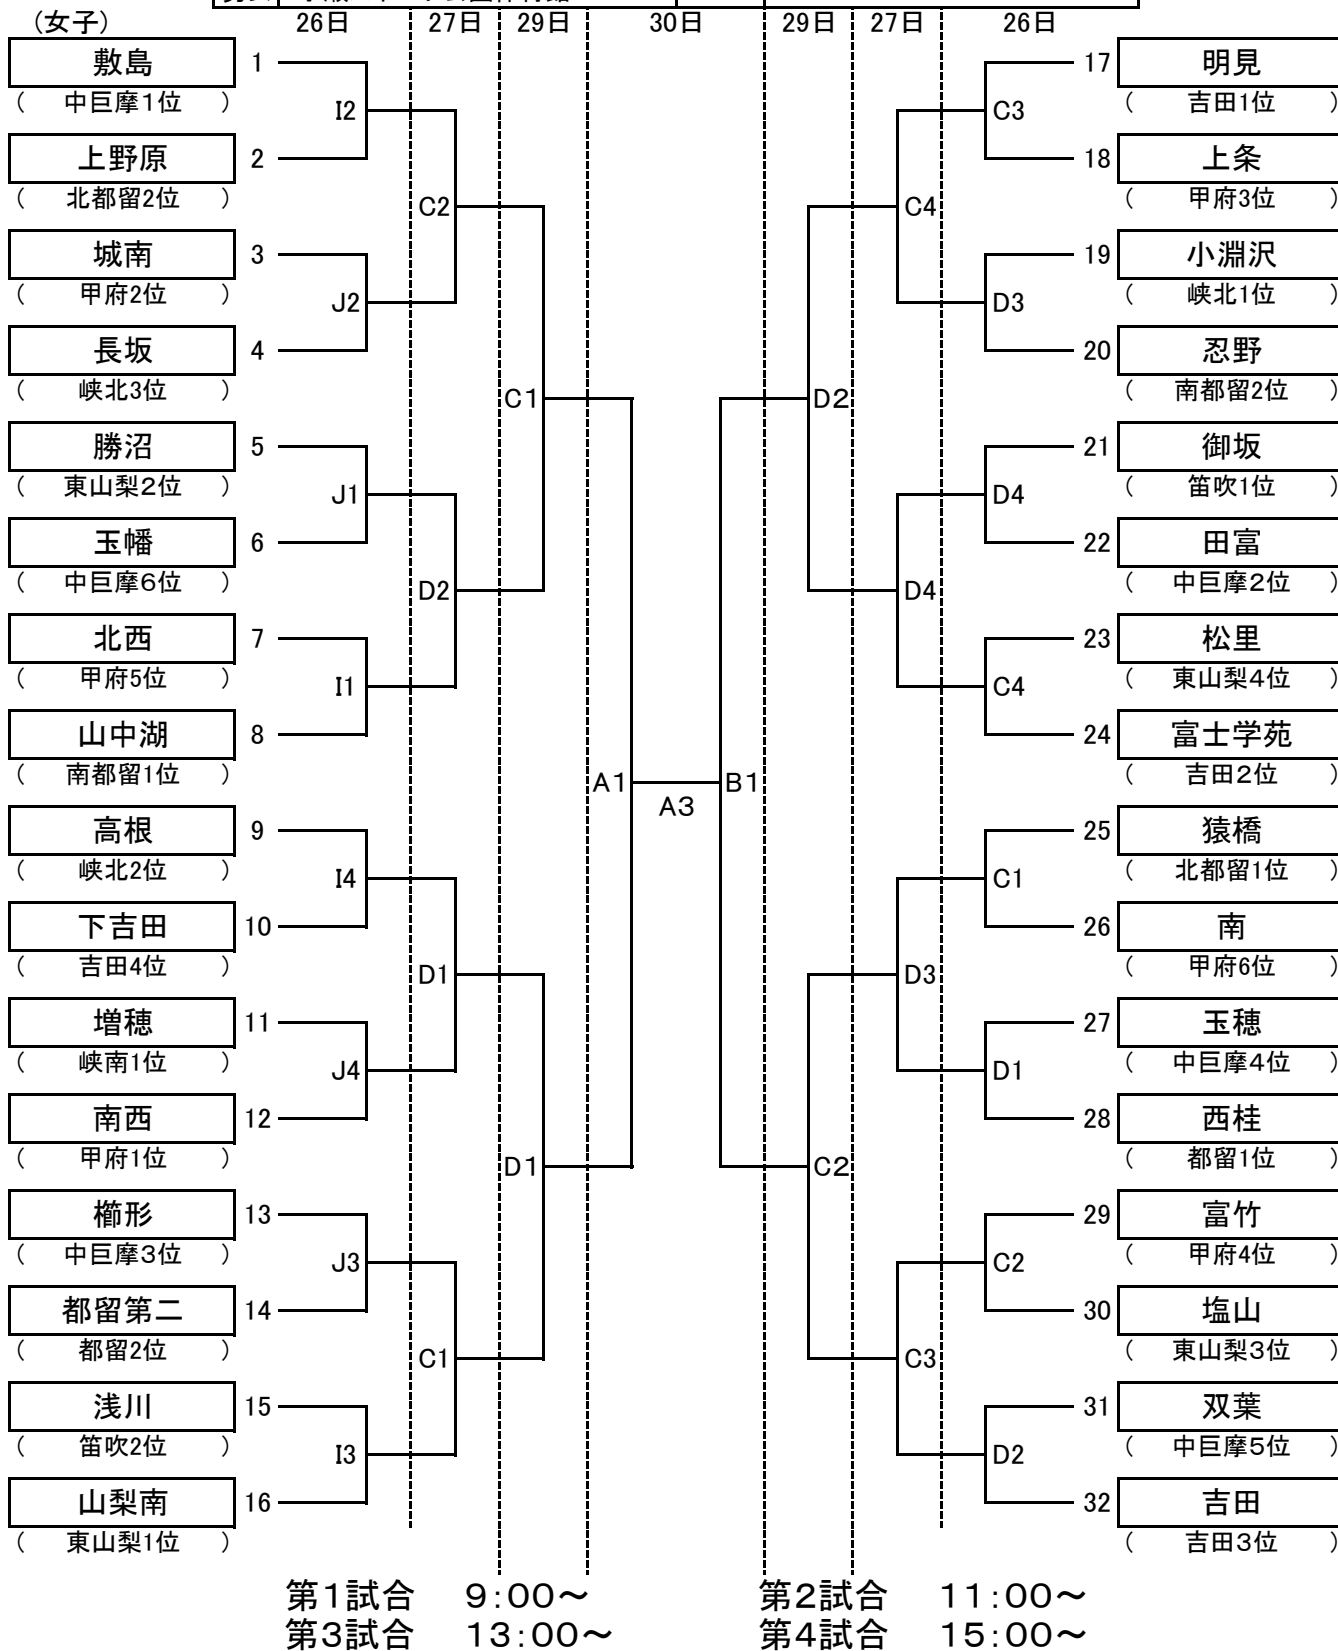 (女子) 26日 27日 29日 30日 29日 27日 26日
敷島 1 17 明見
( 中巨摩1位 ) I2 C3 ( 吉田1位 )
上野原 2 18 上条
( 北都留2位 ) C2 C4 ( 甲府3位 )
城南 3 19 小淵沢
( 甲府2位 ) J2 D3 ( 峡北1位 )
長坂 4 20 忍野
( 峡北3位 ) C1 D2 ( 南都留2位 )
勝沼 5 21 御坂
( 東山梨2位 ) J1 D4 ( 笛吹1位 )
玉幡 6 22 田富
( 中巨摩6位 ) D2 D4 ( 中巨摩2位 )
北西 7 23 松里
( 甲府5位 ) I1 C4 ( 東山梨4位 )
山中湖 8 24 富士学苑
( 南都留1位 ) A1 A3 B1 ( 吉田2位 )
高根 9 25 猿橋
( 峡北2位 ) I4 C1 ( 北都留1位 )
下吉田 10 26 南
( 吉田4位 ) D1 D3 ( 甲府6位 )
増穂 11 27 玉穂
( 峡南1位 ) J4 D1 ( 中巨摩4位 )
南西 12 28 西桂
( 甲府1位 ) D1 C2 ( 都留1位 )
櫛形 13 29 富竹
( 中巨摩3位 ) J3 C2 ( 甲府4位 )
都留第二 14 30 塩山
( 都留2位 ) C1 C3 ( 東山梨3位 )
浅川 15 31 双葉
( 笛吹2位 ) I3 D2 ( 中巨摩5位 )
山梨南 16 32 吉田
( 東山梨1位 ) ( 吉田3位 )
第1試合 9:00～ 第2試合 11:00～
第3試合 13:00～ 第4試合 15:00～